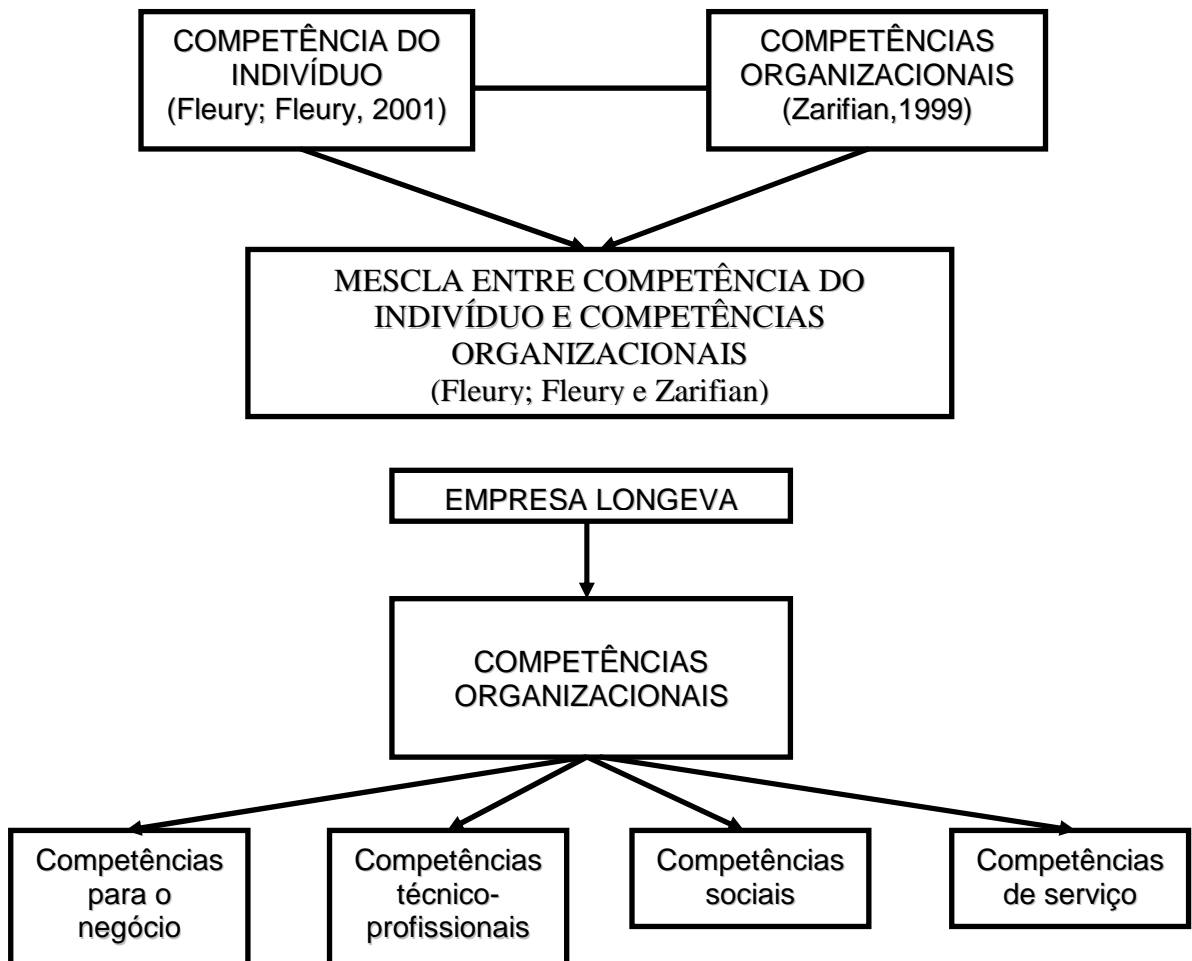 COMPETÊNCIA DO
INDIVÍDUO
(Fleury; Fleury, 2001)
COMPETÊNCIAS
ORGANIZACIONAIS
(Zarifian,1999)
MESCLA ENTRE COMPETÊNCIA DO
INDIVÍDUO E COMPETÊNCIAS
ORGANIZACIONAIS
(Fleury; Fleury e Zarifian)
EMPRESA LONGEVA
COMPETÊNCIAS
ORGANIZACIONAIS
Competências
para o
negócio
Competências
técnico-
profissionais
Competências
sociais
Competências
de serviço